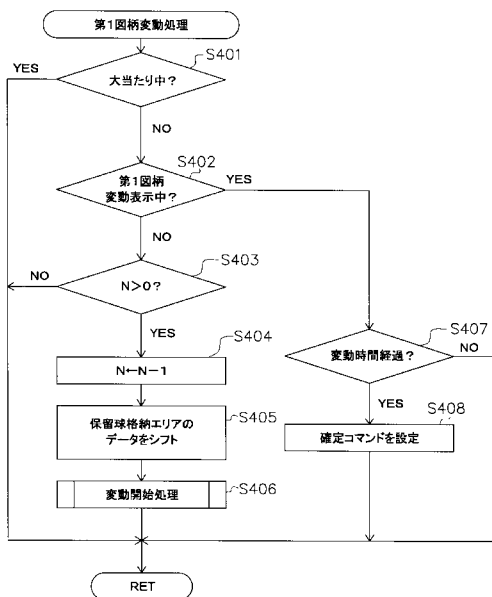 第1図柄変動処理
S401
YES
大当たり中？
NO
S402
第1図柄
変動表示中？
YES
NO
S403
NO
N＞0？
YES
S404
N←N－1
S405
保留球格納エリアの
データをシフト
変動開始処理
S406
S407
変動時間経過？
NO
YES
S408
確定コマンドを設定
RET